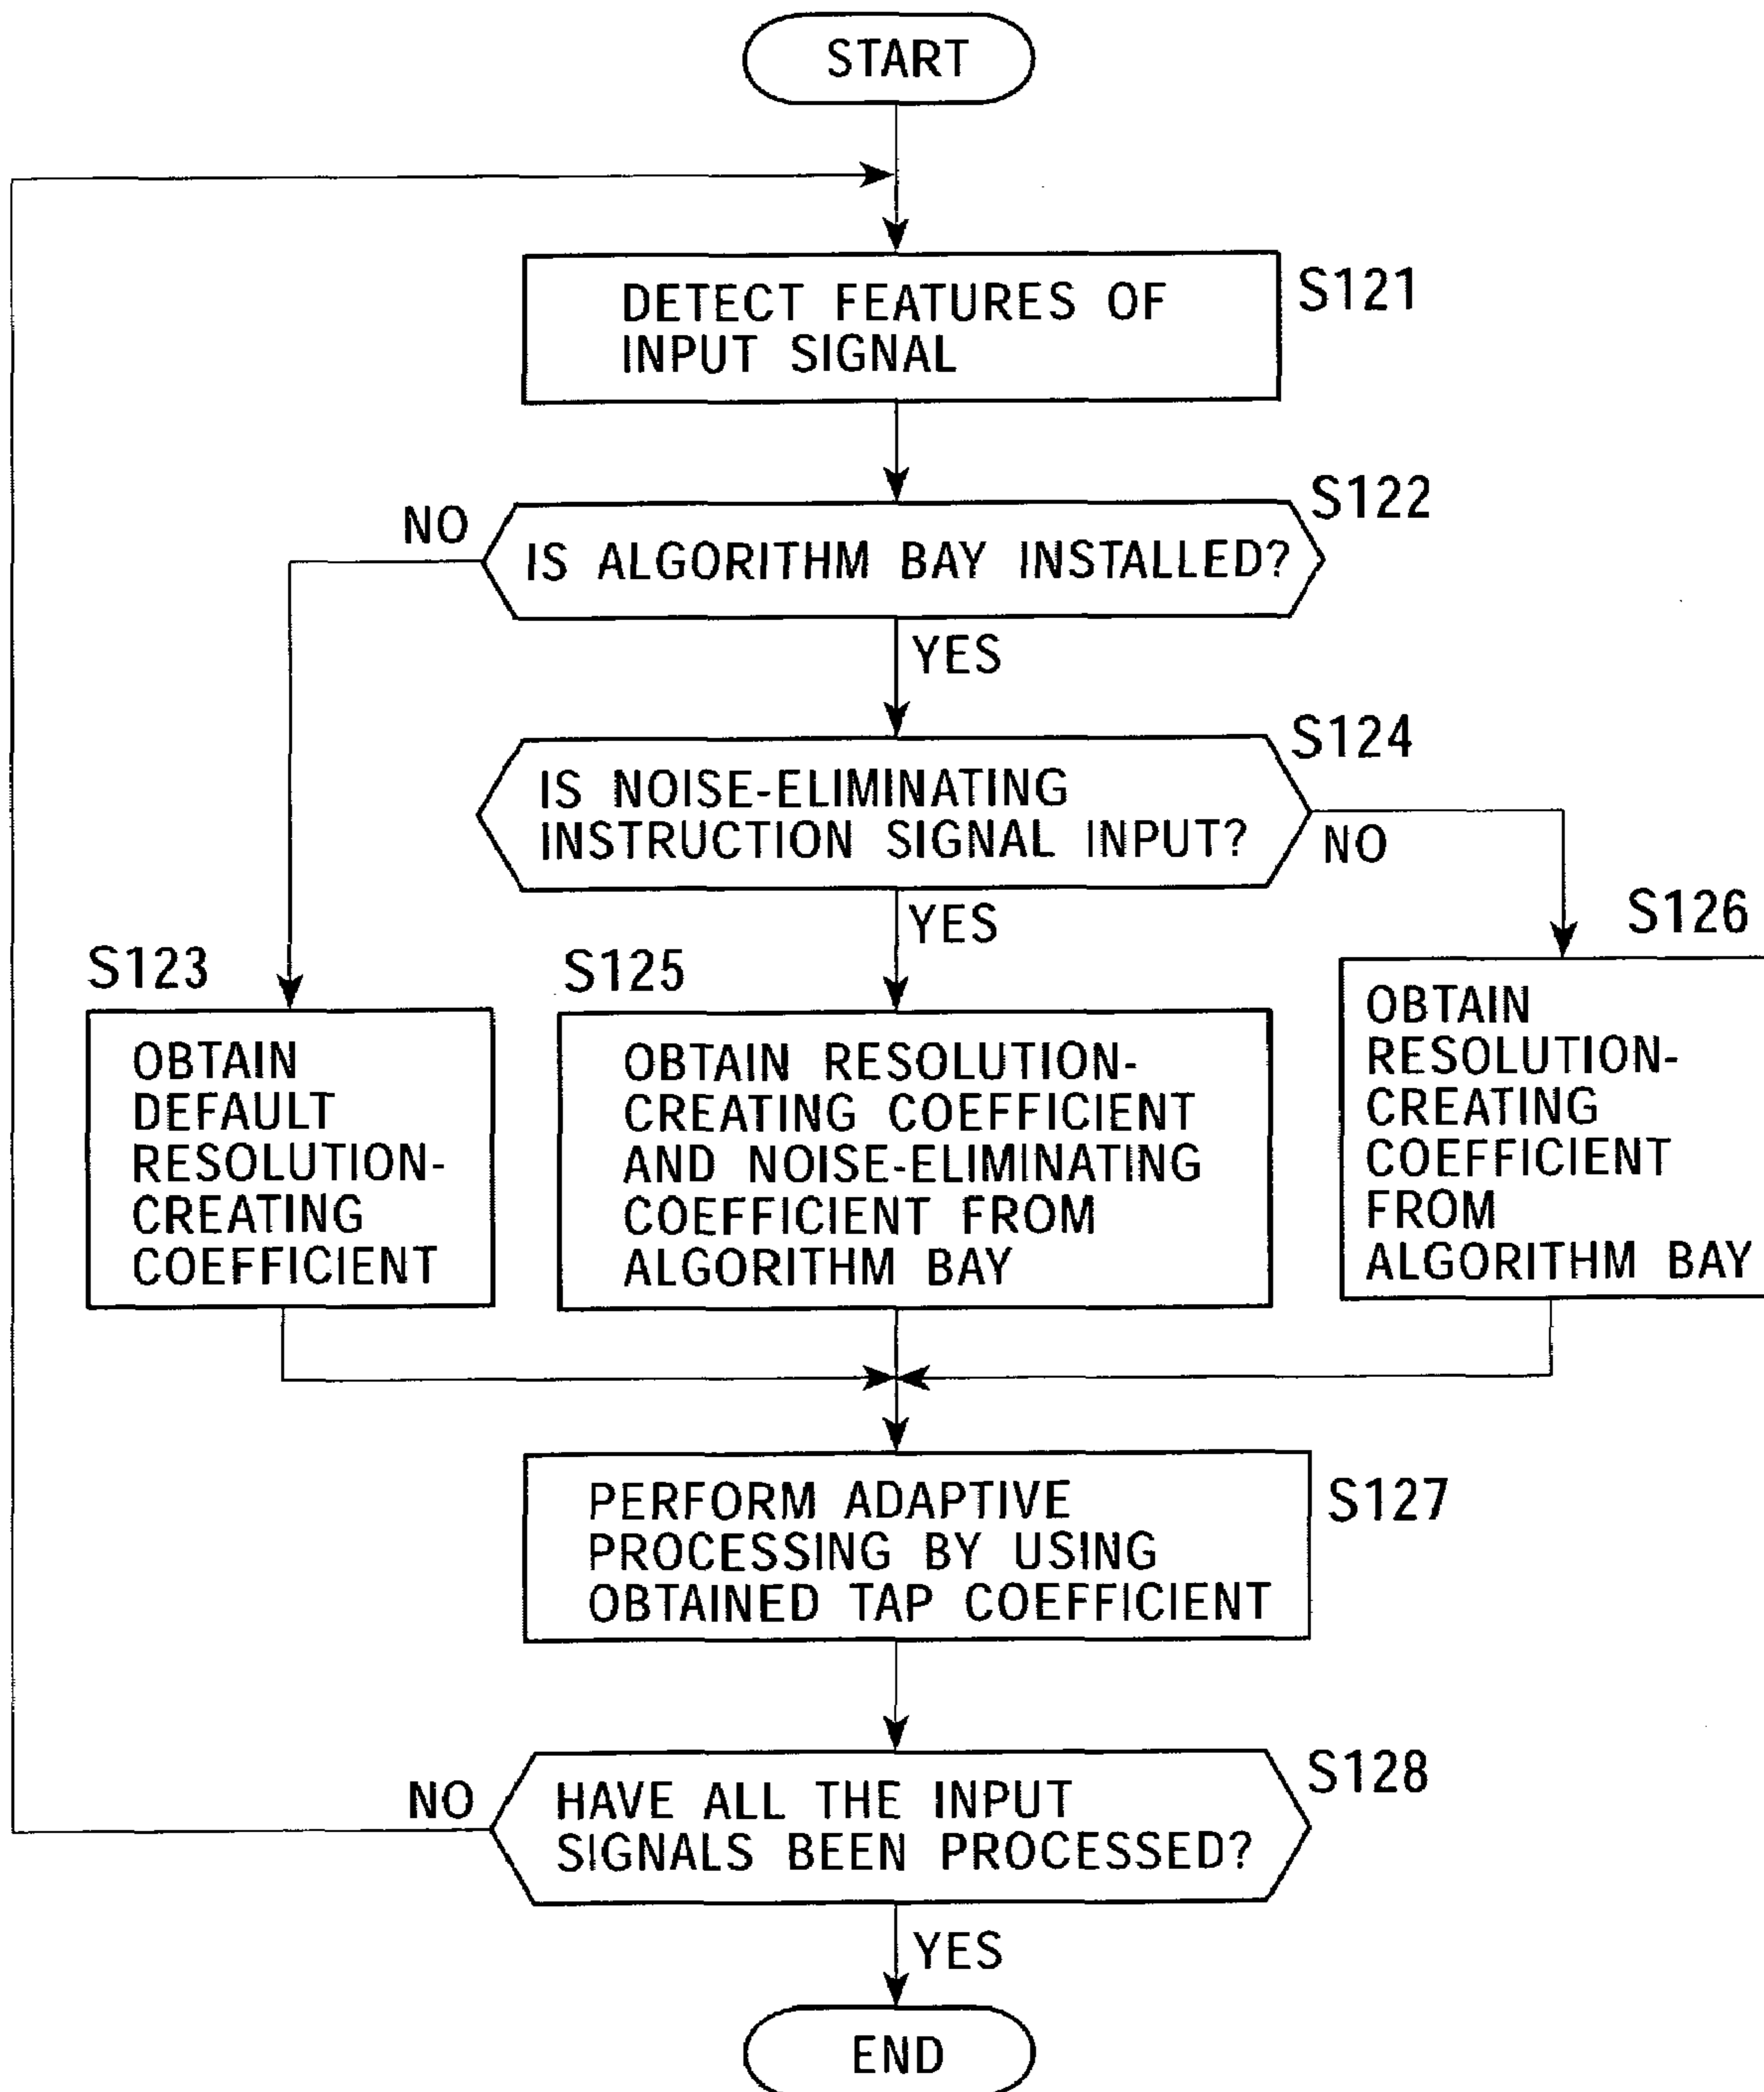 START
DETECT FEATURES OF
INPUT SIGNAL
S121
S122
NO
IS ALGORITHM BAY INSTALLED?
YES
S124
IS NOISE-ELIMINATING
INSTRUCTION SIGNAL INPUT?
NO
YES
S123
OBTAIN
DEFAULT
RESOLUTION-
CREATING
COEFFICIENT
S125
OBTAIN RESOLUTION-
CREATING COEFFICIENT
AND NOISE-ELIMINATING
COEFFICIENT FROM
ALGORITHM BAY
S126
OBTAIN
RESOLUTION-
CREATING
COEFFICIENT
FROM
ALGORITHM BAY
PERFORM ADAPTIVE
PROCESSING BY USING
OBTAINED TAP COEFFICIENT
S127
S128
NO
HAVE ALL THE INPUT
SIGNALS BEEN PROCESSED?
YES
END